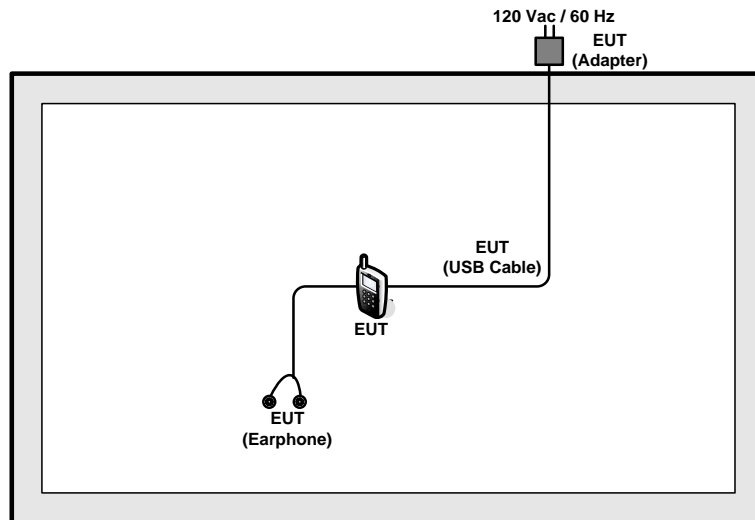 120 Vac / 60 Hz
EUT
(Adapter)
EUT
(USB Cable)
EUT
EUT
(Earphone)